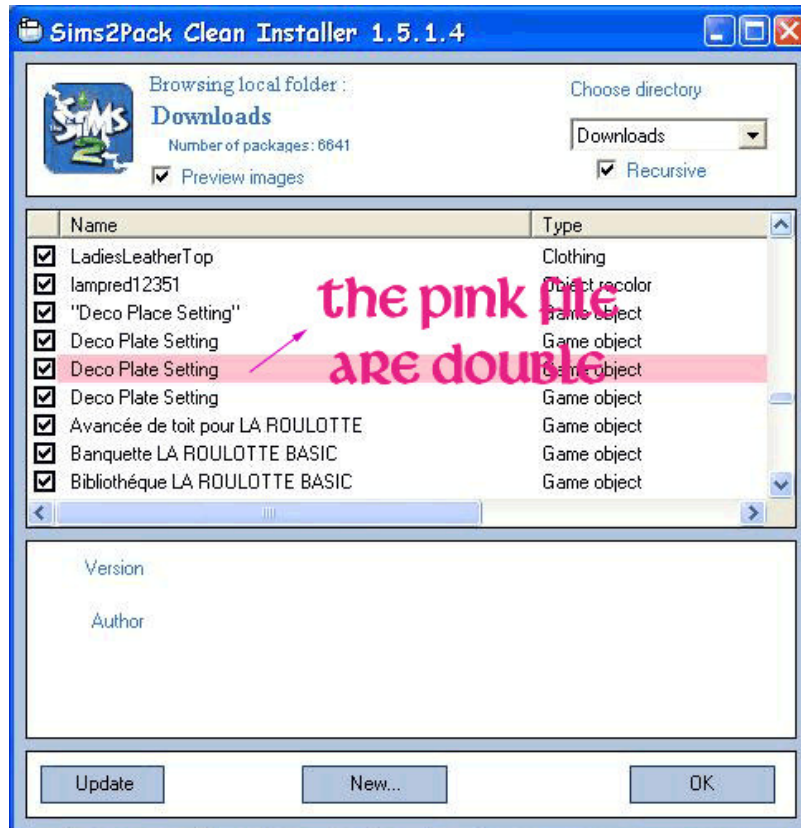 Sims2Pack Clean Installer 1.5.1.4
THE SIMS 2
Browsing local folder :
Downloads
Number of packages: 6641
Preview images
Choose directory
Downloads
Recursive
Name Type
LadiesLeatherTop Clothing
lampred12351 Object recolor
"Deco Place Setting" Game object
Deco Plate Setting Game object
Deco Plate Setting Game object
Deco Plate Setting Game object
Avancée de toit pour LA ROULOTTE Game object
Banquette LA ROULOTTE BASIC Game object
Bibliothéque LA ROULOTTE BASIC Game object
the pink file
are double
Version
Author
Update New... OK